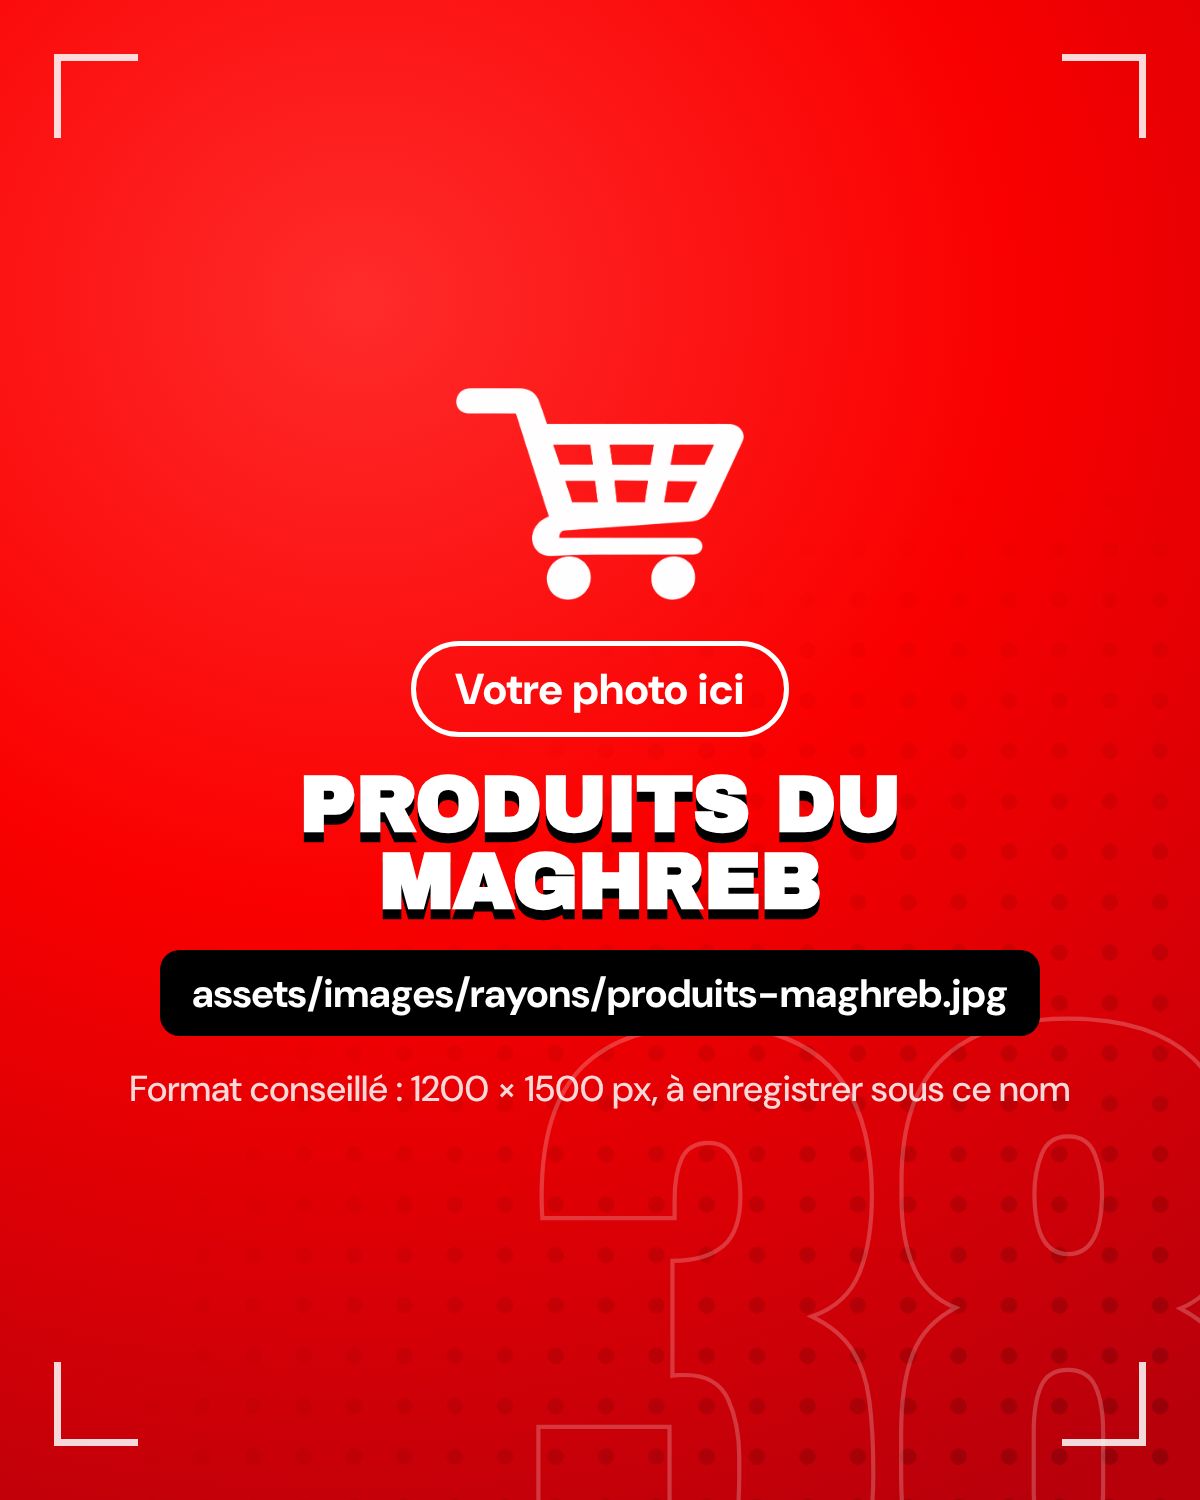 Votre photo ici
PRODUITS DU
MAGHREB
assets/images/rayons/produits-maghreb.jpg
Format conseillé : 1200 × 1500 px, à enregistrer sous ce nom
38